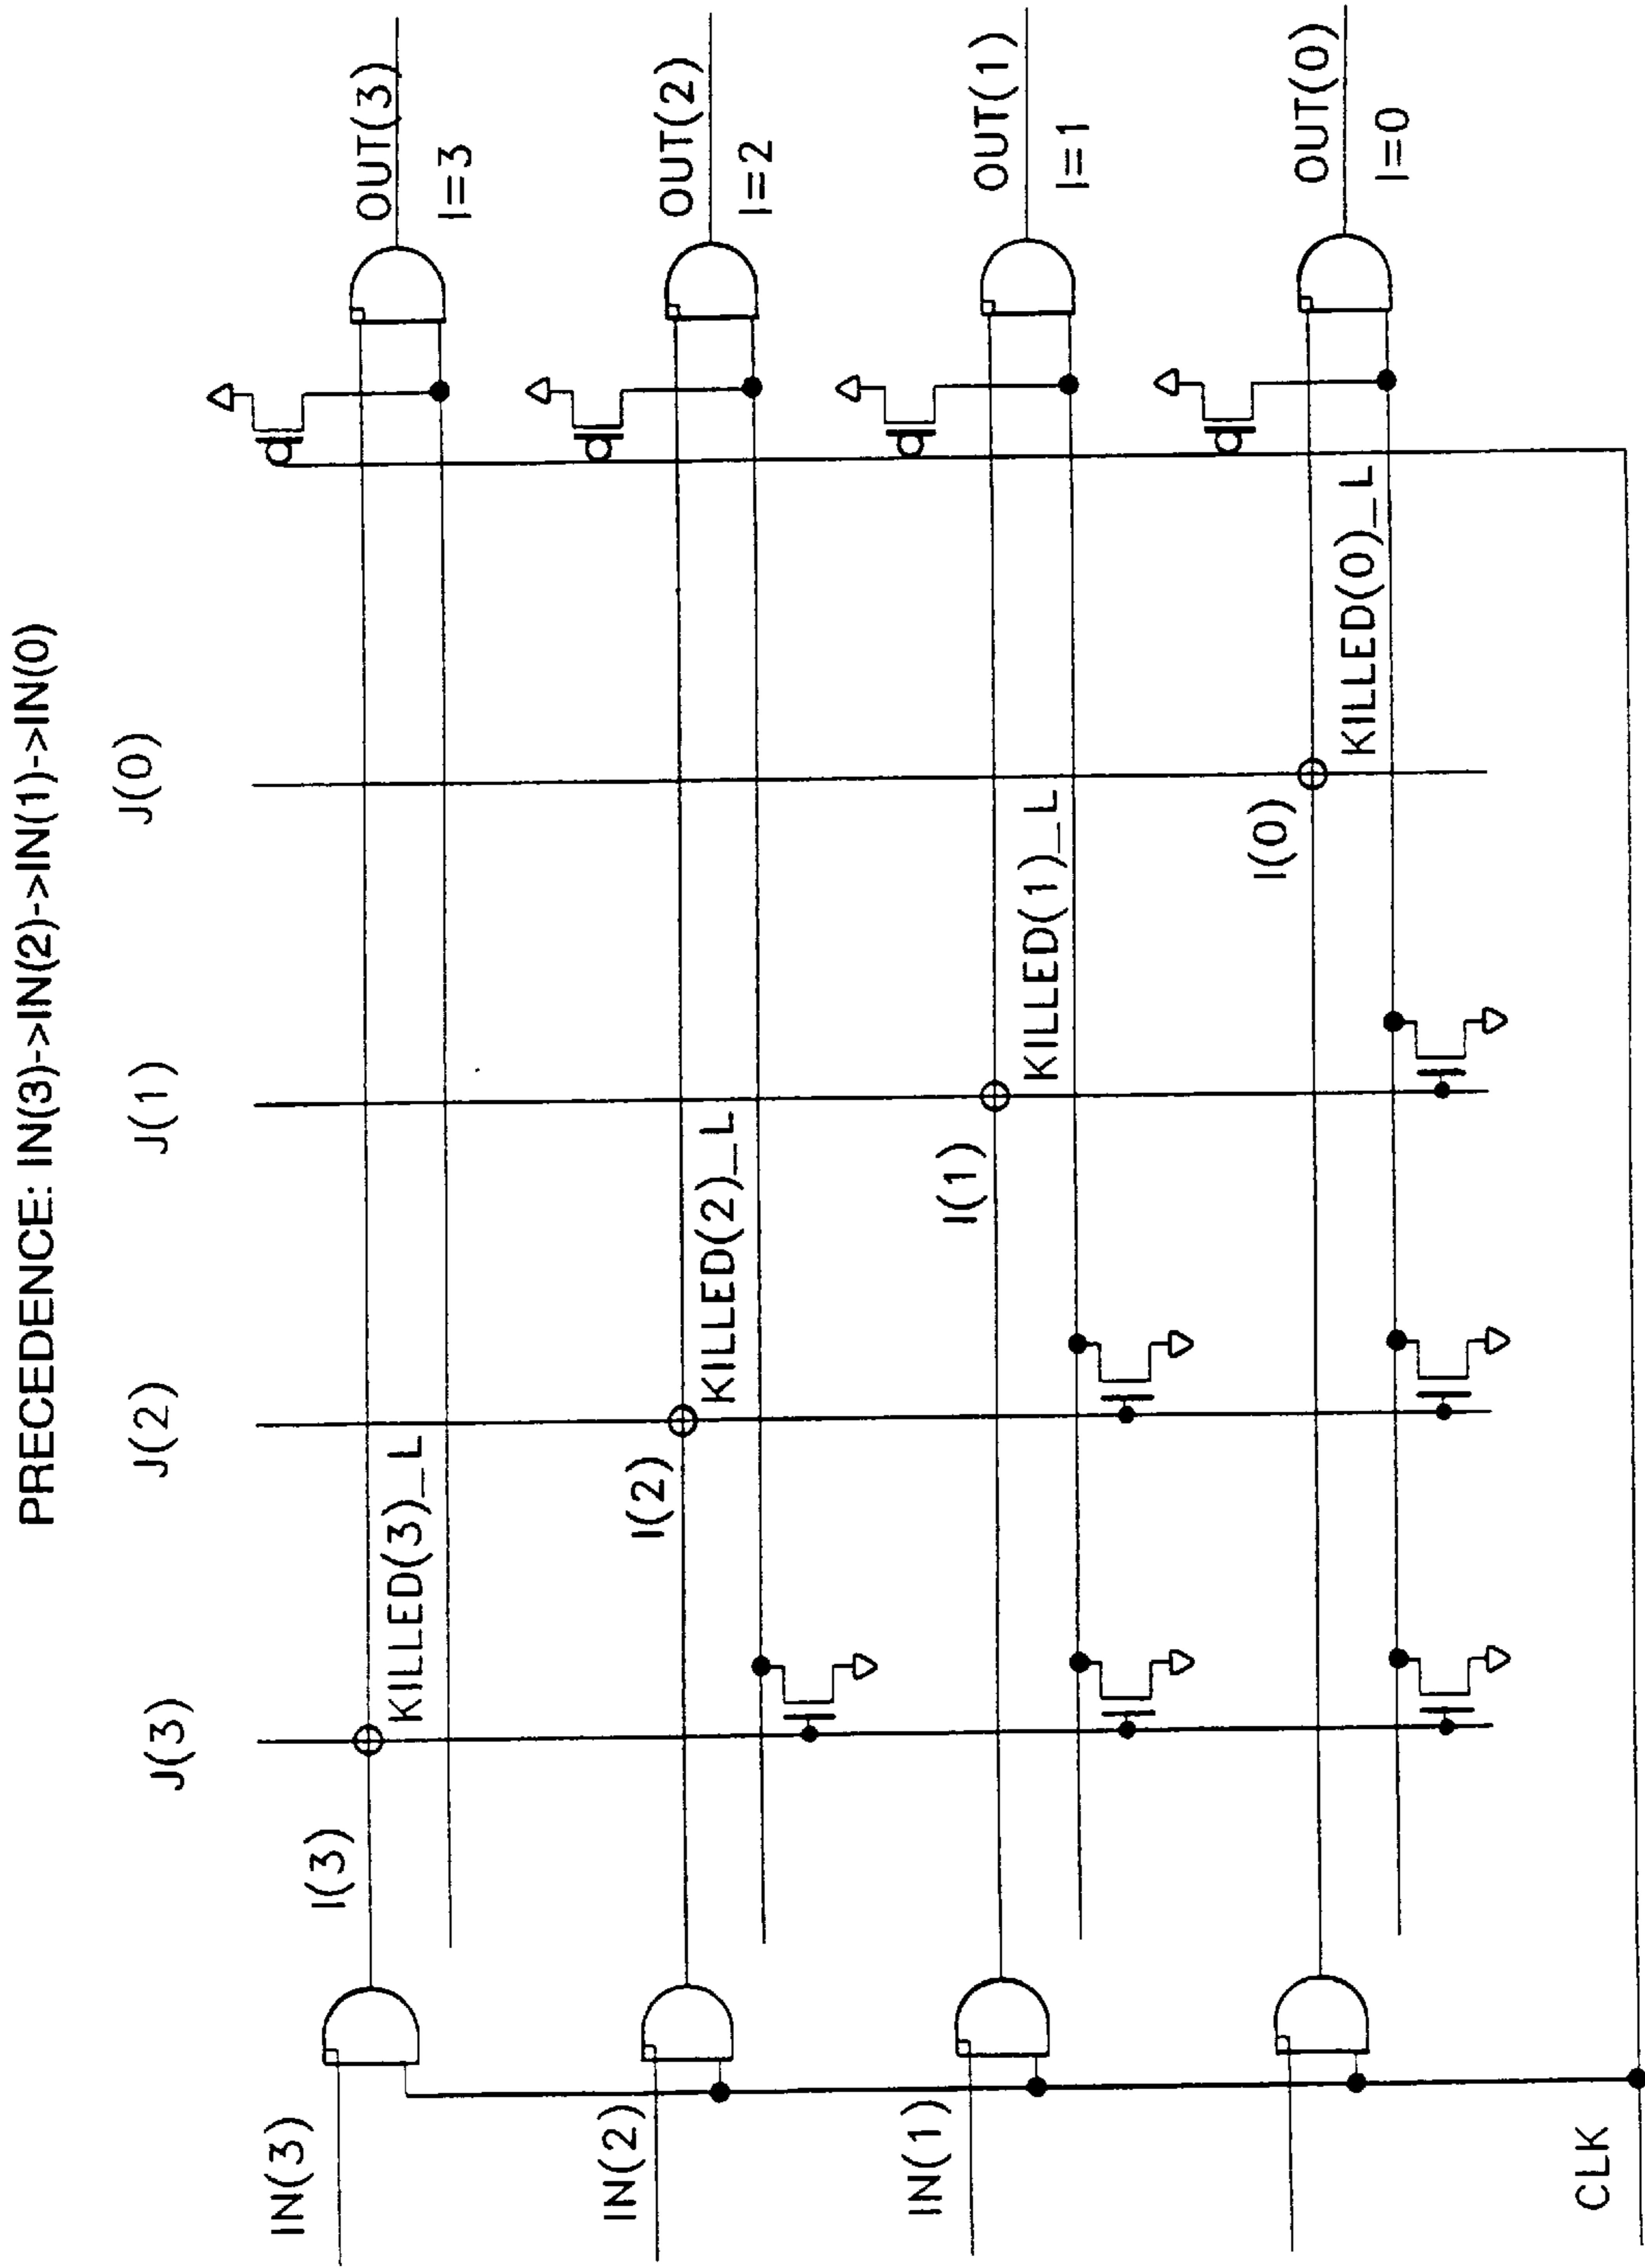 PRECEDENCE: IN(3)->IN(2)->IN(1)->IN(0)
J(3)
J(2)
J(1)
J(0)
IN(3)
I(3)
KILLED(3)_L
OUT(3)
I=3
IN(2)
I(2)
KILLED(2)_L
OUT(2)
I=2
IN(1)
I(1)
KILLED(1)_L
OUT(1)
I=1
I(0)
KILLED(0)_L
OUT(0)
I=0
CLK